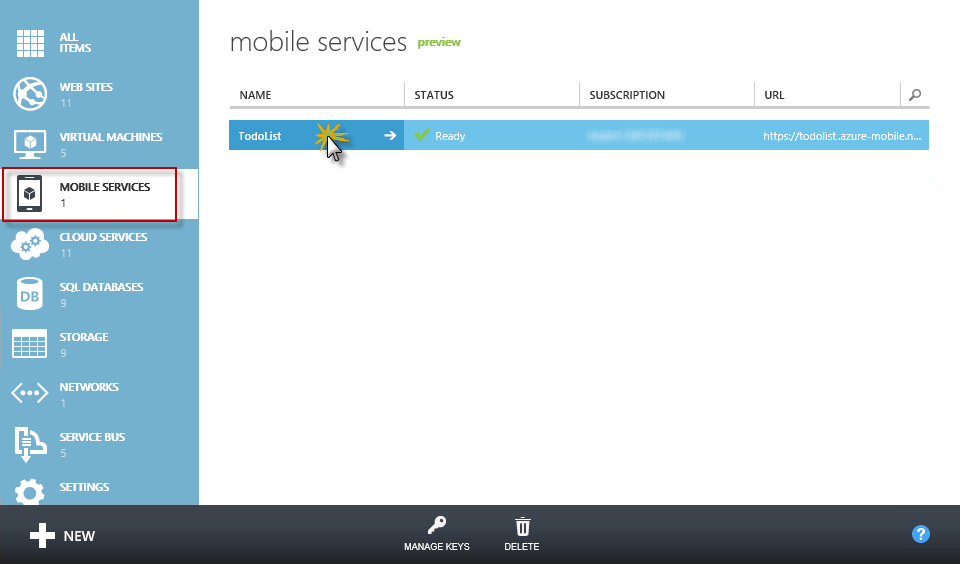 ALL
ITEMS
WEB SITES
11
VIRTUAL MACHINES
5
MOBILE SERVICES
1
CLOUD SERVICES
11
DB
SQL DATABASES
9
STORAGE
9
NETWORKS
1
SERVICE BUS
5
SETTINGS
mobile services preview
NAME STATUS SUBSCRIPTION URL
TodoList Ready https://todolist.azure-mobile.n...
NEW
MANAGE KEYS
DELETE
?